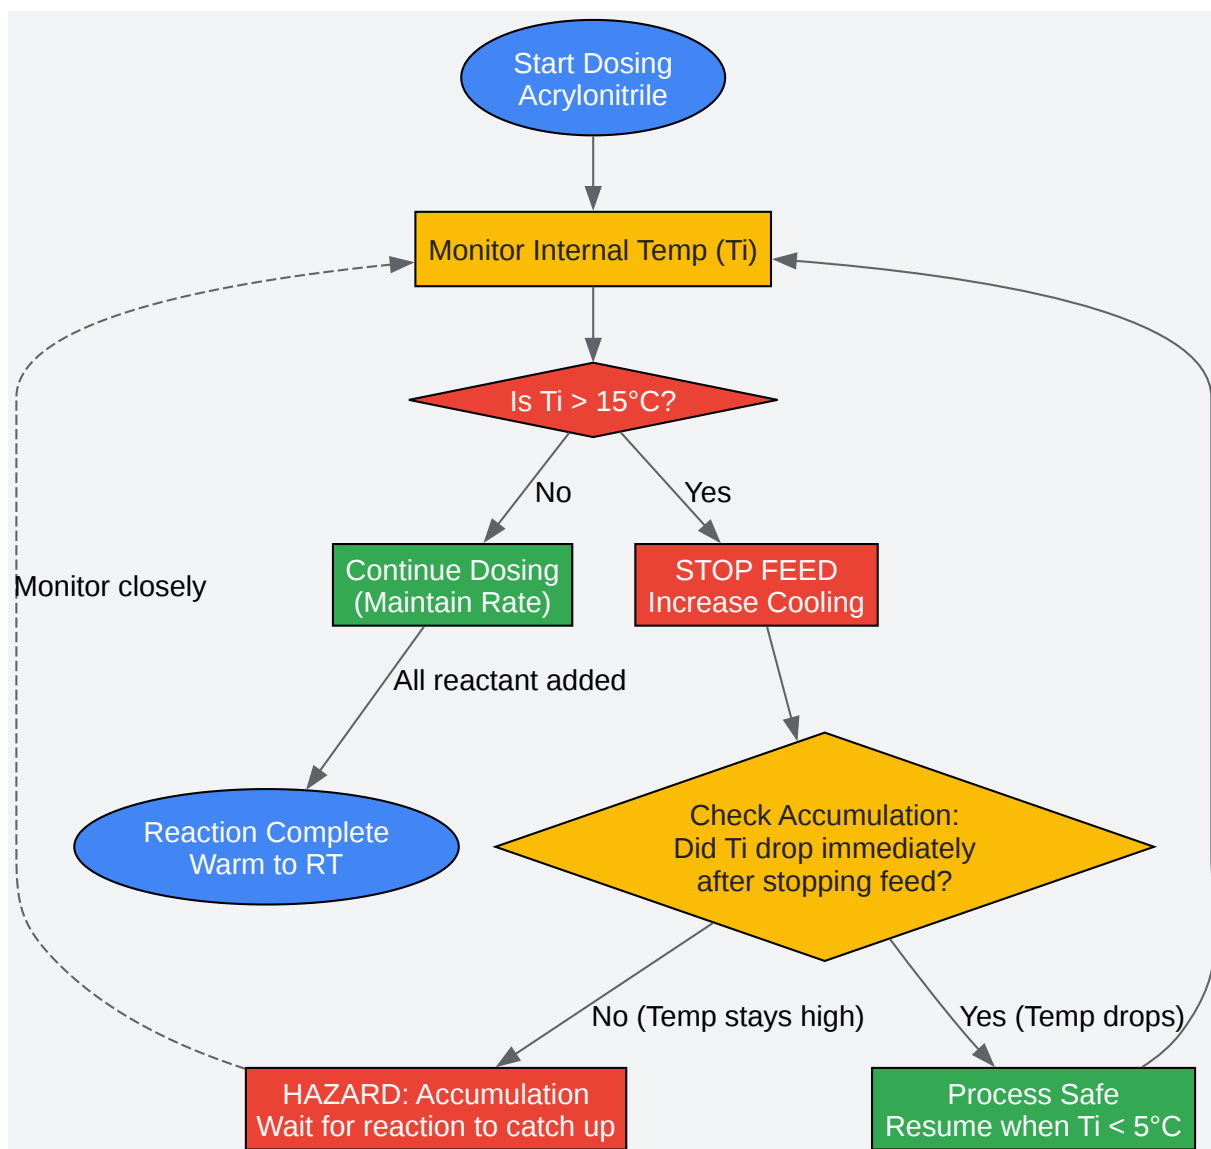 Start Dosing
Acrylonitrile
Monitor Internal Temp (Ti)
Is Ti > 15°C?
No
Yes
Continue Dosing
(Maintain Rate)
STOP FEED
Increase Cooling
Monitor closely
All reactant added
Reaction Complete
Warm to RT
Check Accumulation:
Did Ti drop immediately
after stopping feed?
No (Temp stays high)
Yes (Temp drops)
HAZARD: Accumulation
Wait for reaction to catch up
Process Safe
Resume when Ti < 5°C